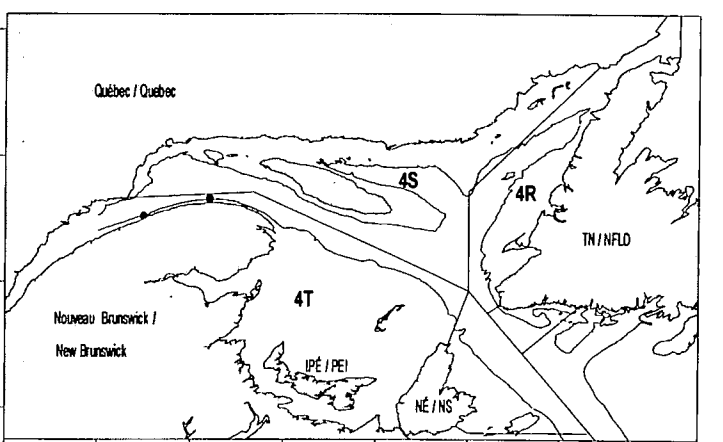 Québec / Quebec
4S
4R
TN / NFLD
4T
Nouveau Brunswick /
New Brunswick
IPÉ / PEI
NÉ / NS